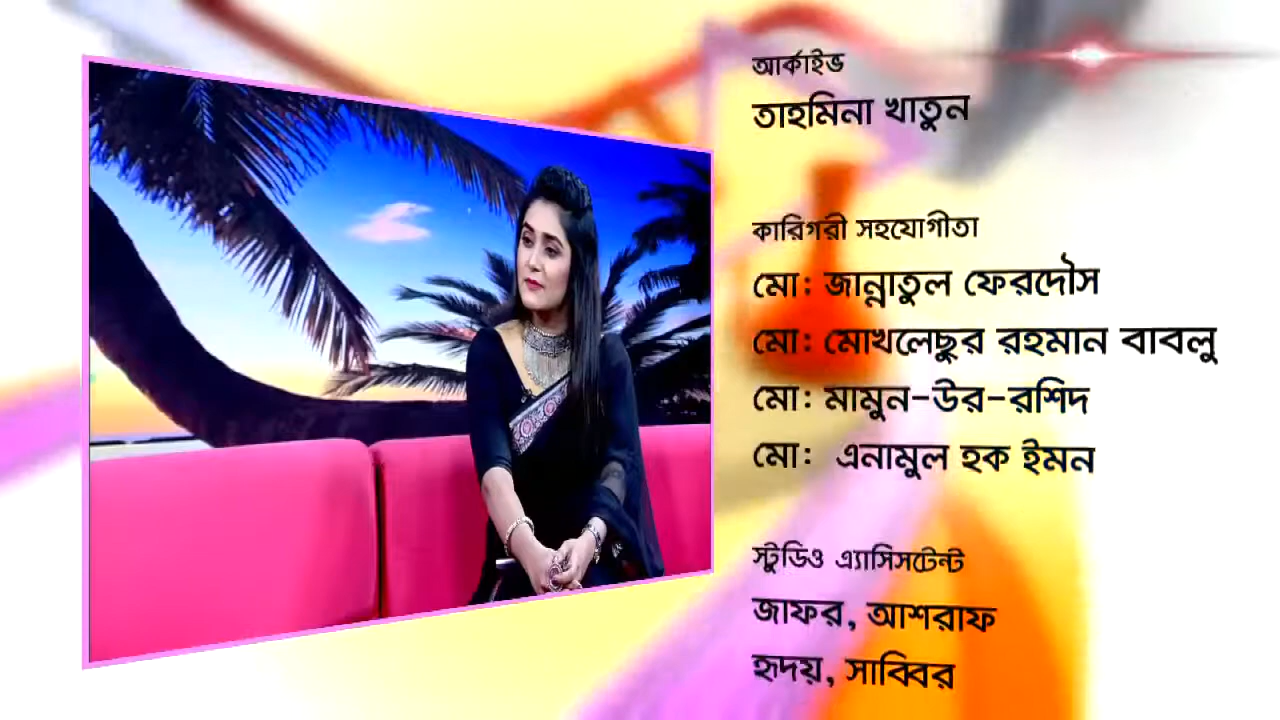 আর্কাইভ
তাহমিনা খাতুন
কারিগরী সহযোগীতা
মো: জান্নাতুল ফেরদৌস
মো: মোখলেছুর রহমান বাবলু
মো: মামুন-উর-রশিদ
মো: এনামুল হক ইমন
স্টুডিও এ্যাসিসটেন্ট
জাফর, আশরাফ
হৃদয়, সাব্বির